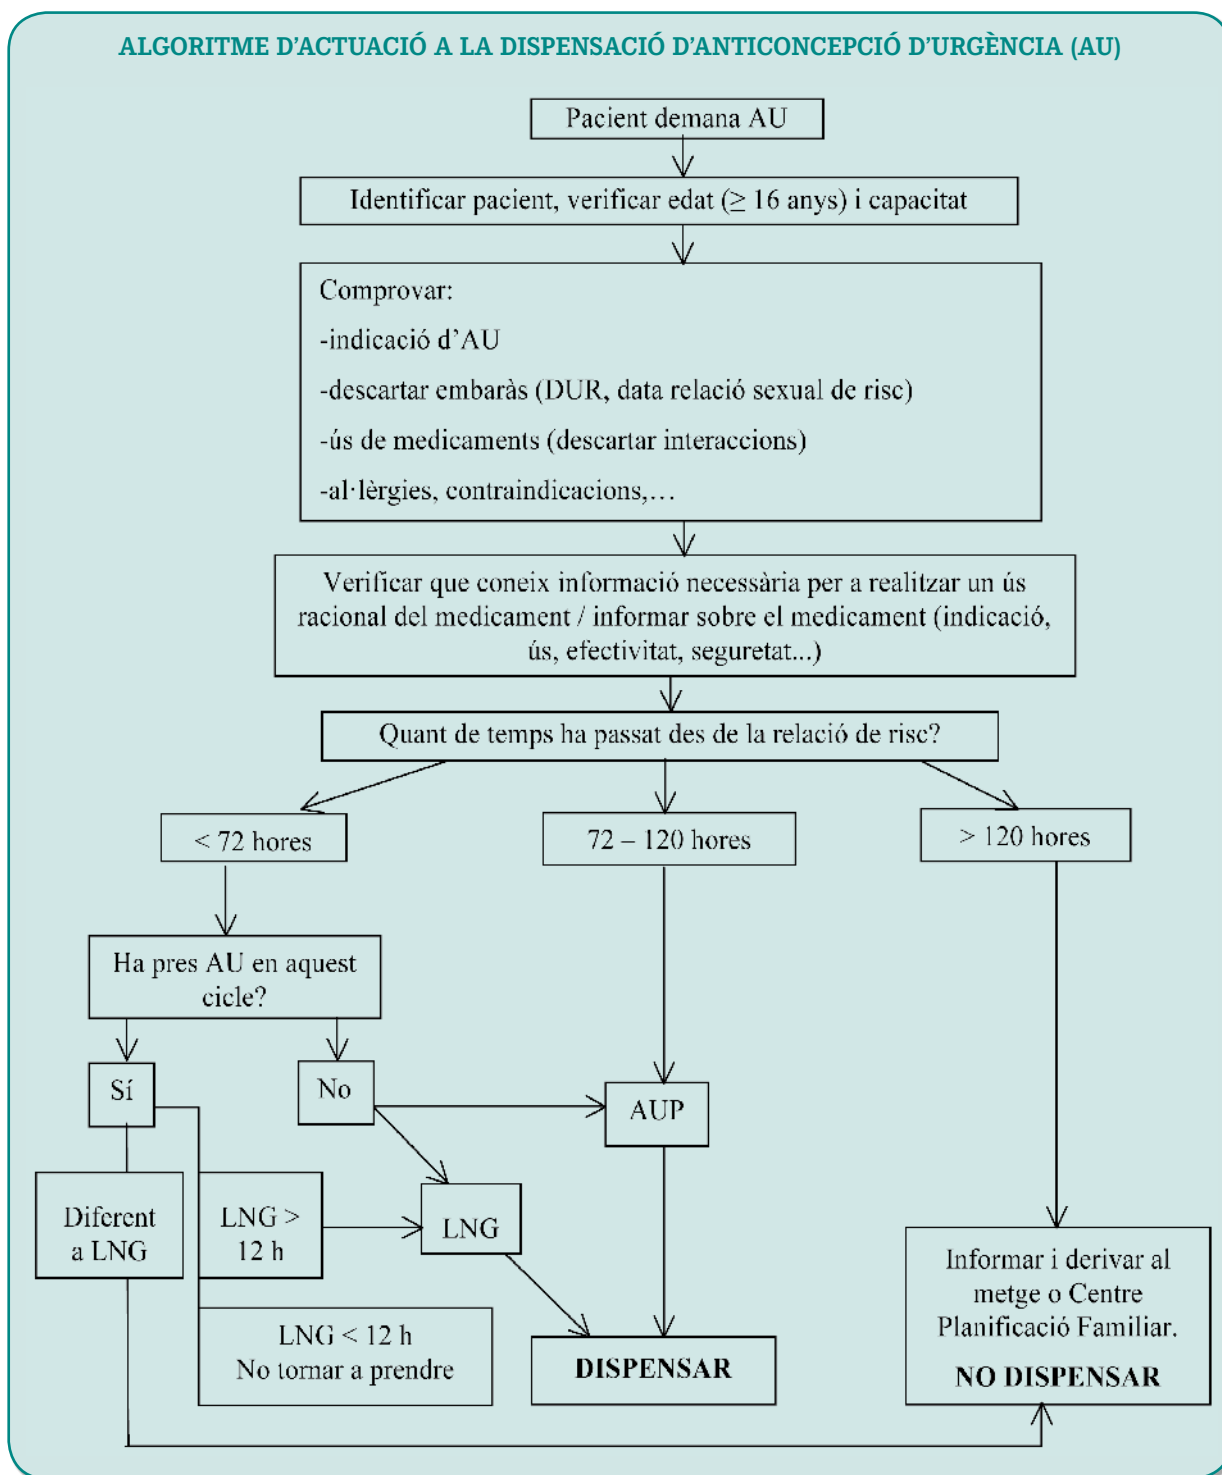 ALGORITME D'ACTUACIÓ A LA DISPENSACIÓ D'ANTICONCEPCIÓ D'URGÈNCIA (AU)
Pacient demana AU
Identificar pacient, verificar edat (≥ 16 anys) i capacitat
Comprovar:
-indicació d'AU
-descartar embaràs (DUR, data relació sexual de risc)
-ús de medicaments (descartar interaccions)
-al·lèrgies, contraindicacions,…
Verificar que coneix informació necessària per a realitzar un ús
racional del medicament / informar sobre el medicament (indicació,
ús, efectivitat, seguretat...)
Quant de temps ha passat des de la relació de risc?
< 72 hores
72 – 120 hores
> 120 hores
Ha pres AU en aquest
cicle?
Sí
No
AUP
Diferent
a LNG
LNG >
12 h
LNG
LNG < 12 h
No tornar a prendre
DISPENSAR
Informar i derivar al
metge o Centre
Planificació Familiar.
NO DISPENSAR